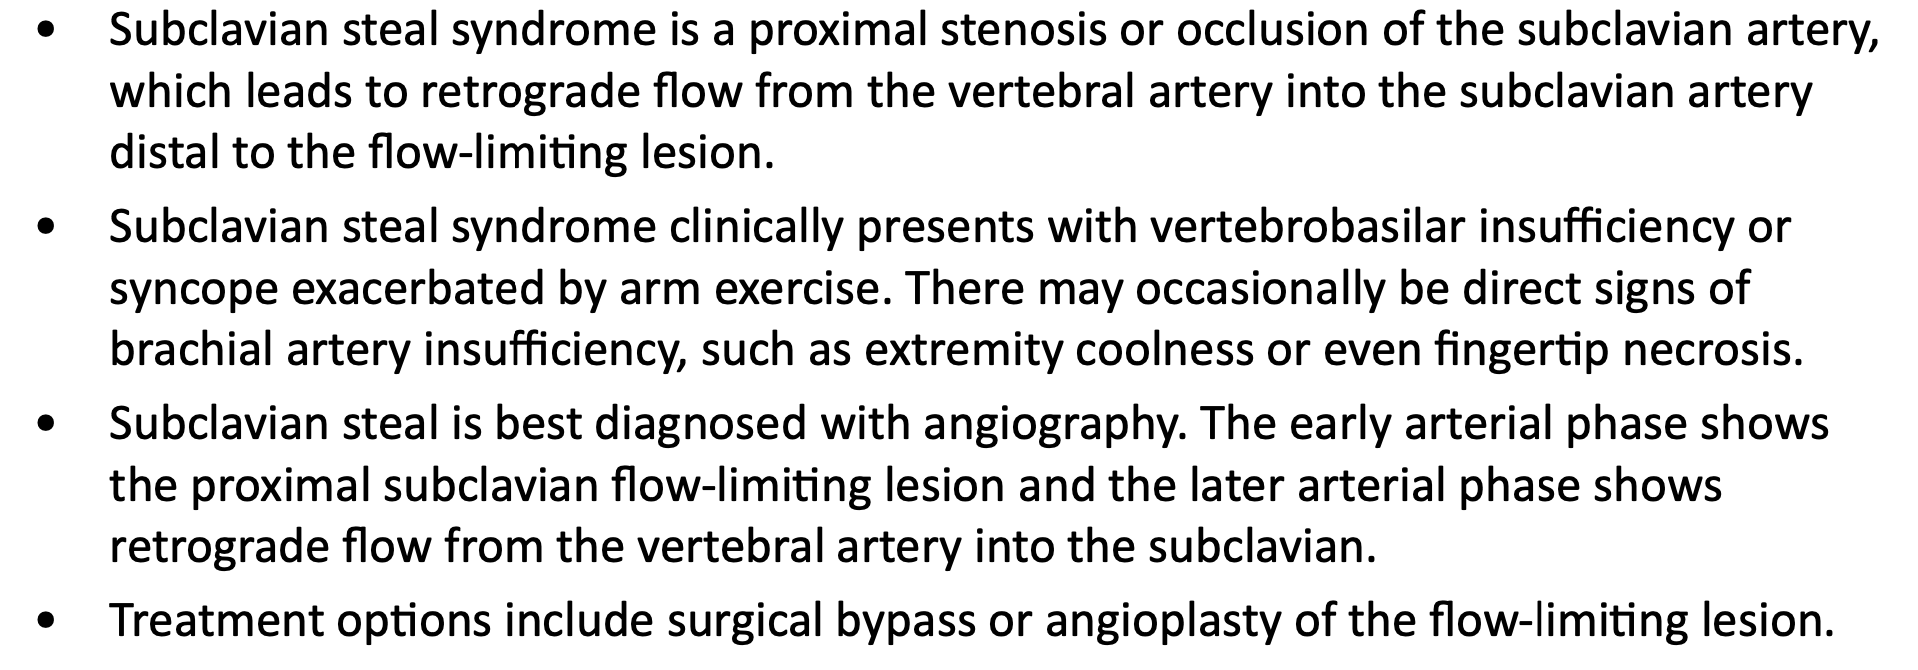 • Subclavian steal syndrome is a proximal stenosis or occlusion of the subclavian artery,
which leads to retrograde flow from the vertebral artery into the subclavian artery
distal to the flow-limiting lesion.
• Subclavian steal syndrome clinically presents with vertebrobasilar insufficiency or
syncope exacerbated by arm exercise. There may occasionally be direct signs of
brachial artery insufficiency, such as extremity coolness or even fingertip necrosis.
• Subclavian steal is best diagnosed with angiography. The early arterial phase shows
the proximal subclavian flow-limiting lesion and the later arterial phase shows
retrograde flow from the vertebral artery into the subclavian.
• Treatment options include surgical bypass or angioplasty of the flow-limiting lesion.